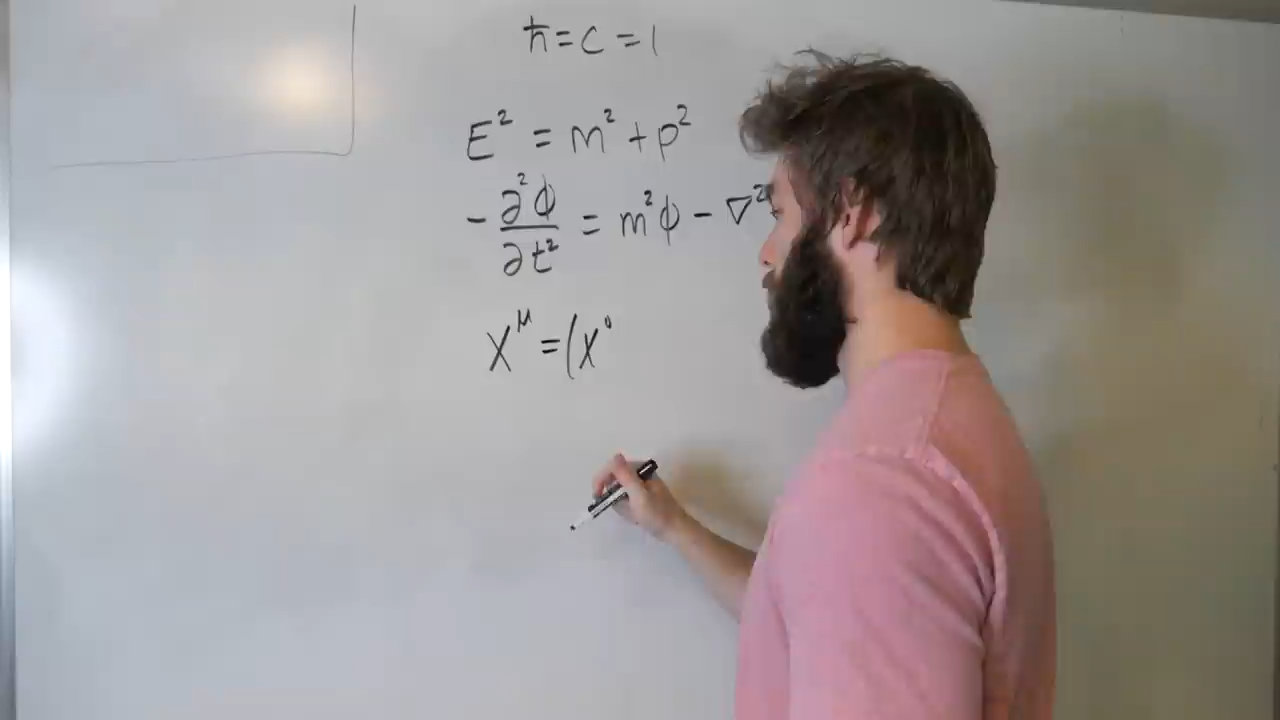 ħ = c = 1
E² = m² + p²
- ∂²ϕ/∂t² = m²ϕ - ∇²
X^μ = (X⁰